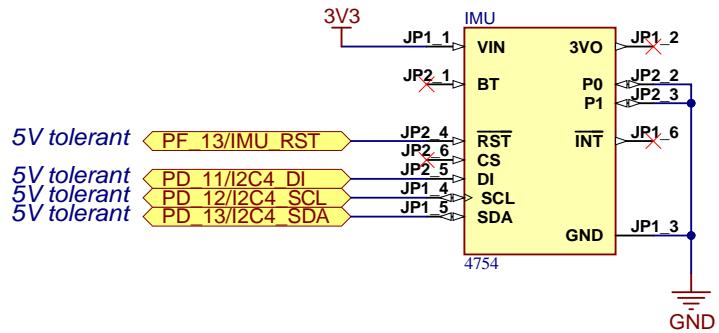 3V3
IMU
JP1_1
VIN
3VO
JP1_2
JP2_1
BT
P0
JP2_2
P1
JP2_3
5V tolerant
PF_13/IMU_RST
JP2_4
RST
INT
JP1_6
JP2_6
CS
5V tolerant
PD_11/I2C4_DI
JP2_5
DI
5V tolerant
PD_12/I2C4_SCL
JP1_4
SCL
5V tolerant
PD_13/I2C4_SDA
JP1_5
SDA
GND
JP1_3
4754
GND